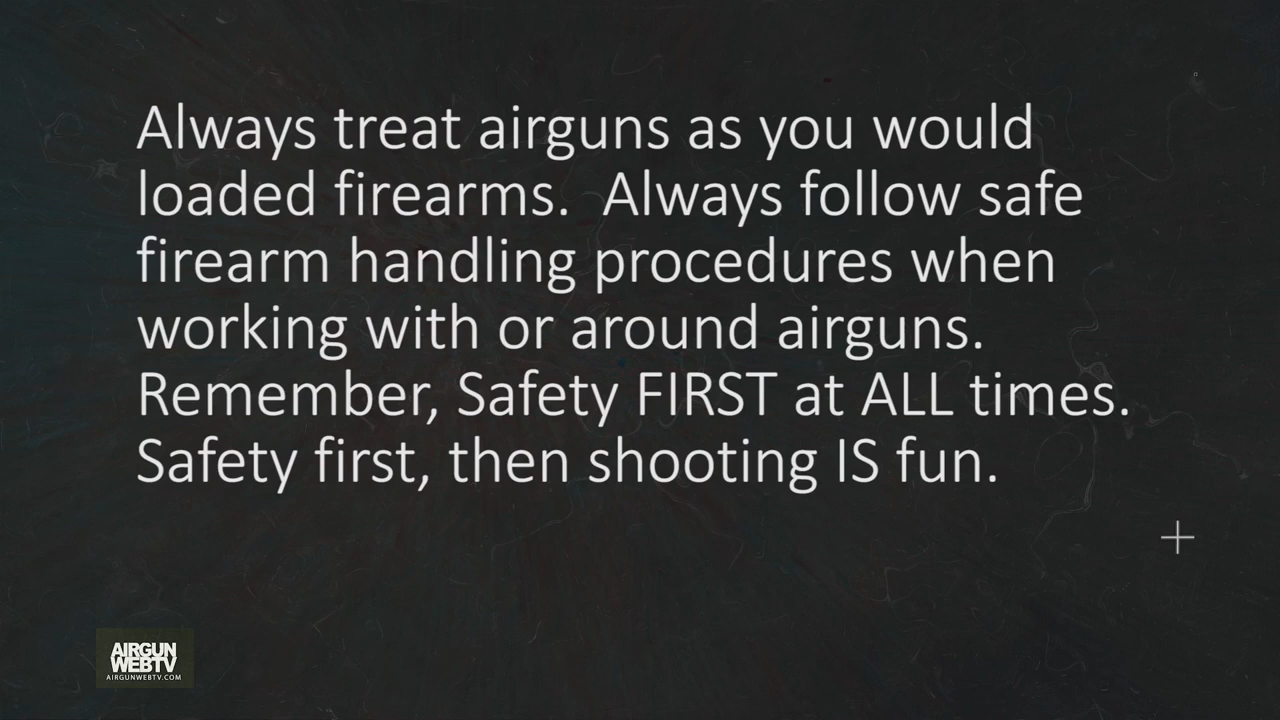 Always treat airguns as you would
loaded firearms.  Always follow safe
firearm handling procedures when
working with or around airguns.
Remember, Safety FIRST at ALL times.
Safety first, then shooting IS fun.
AIRGUN
WEBTV
AIRGUNWEBTV.COM